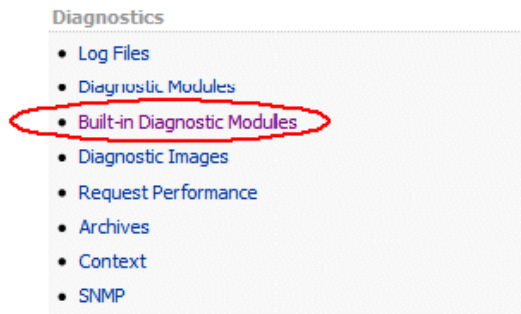 Diagnostics
Log Files
Diagnostic Modules
Built-in Diagnostic Modules
Diagnostic Images
Request Performance
Archives
Context
SNMP